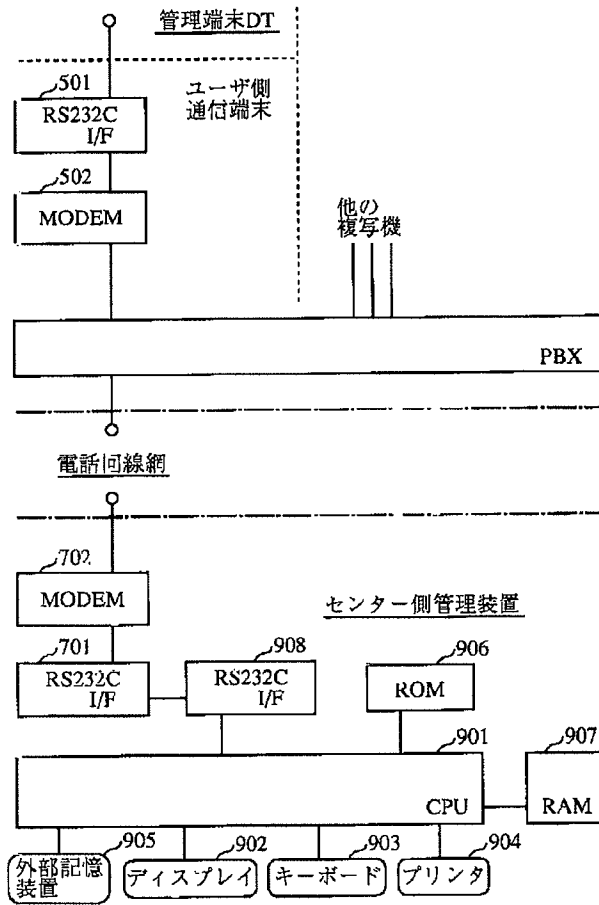 管理端末DT
501
ユーザ側
通信端末
RS232C
I/F
502
MODEM
他の
複写機
PBX
電話回線網
702
MODEM
センター側管理装置
701
RS232C
I/F
908
RS232C
I/F
906
ROM
901
CPU
907
RAM
905
外部記憶
装置
902
ディスプレイ
903
キーボード
904
プリンタ